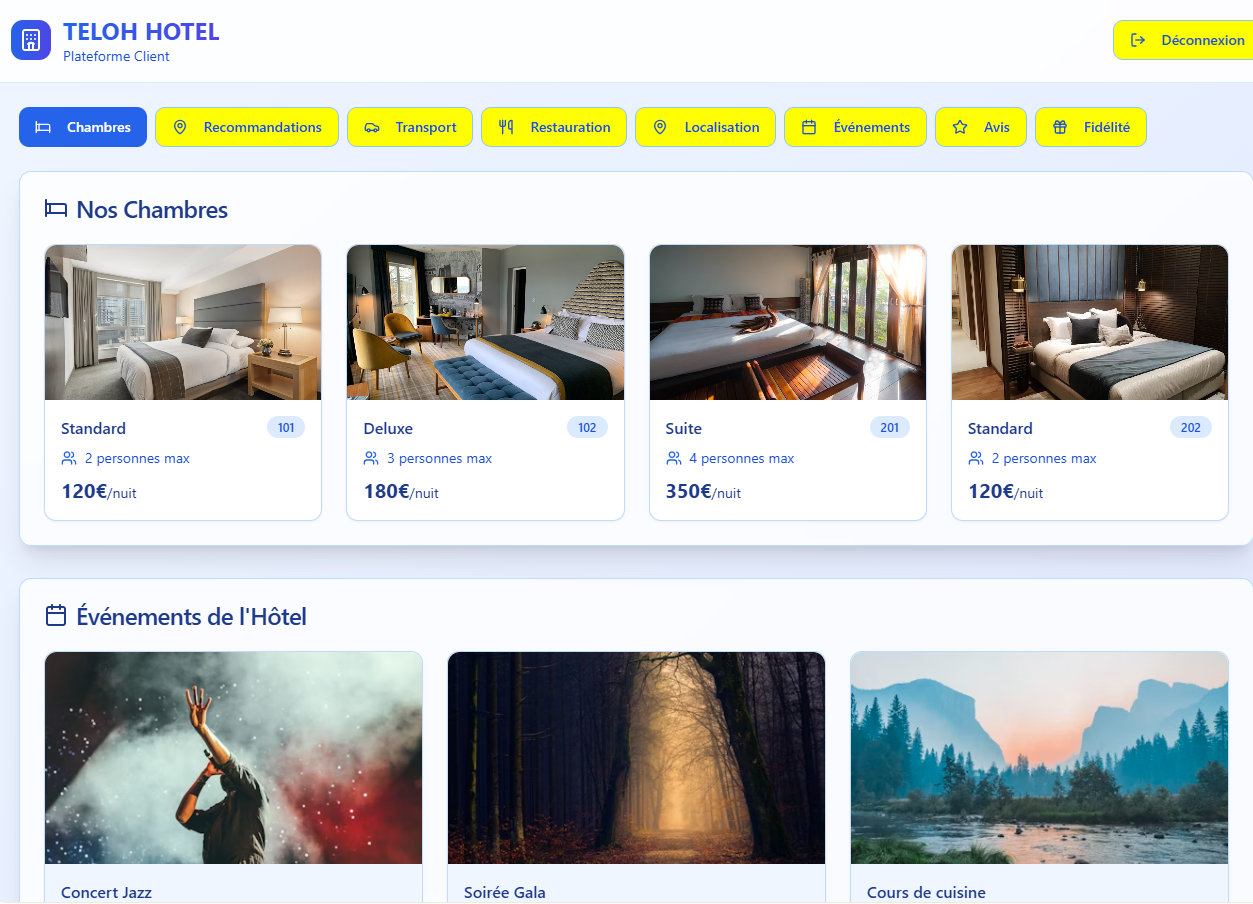 TELOH HOTEL
Plateforme Client
Déconnexion
Chambres
Recommandations
Transport
Restauration
Localisation
Événements
Avis
Fidélité
Nos Chambres
Standard
101
2 personnes max
120€/nuit
Deluxe
102
3 personnes max
180€/nuit
Suite
201
4 personnes max
350€/nuit
Standard
202
2 personnes max
120€/nuit
Événements de l'Hôtel
Concert Jazz
Soirée Gala
Cours de cuisine